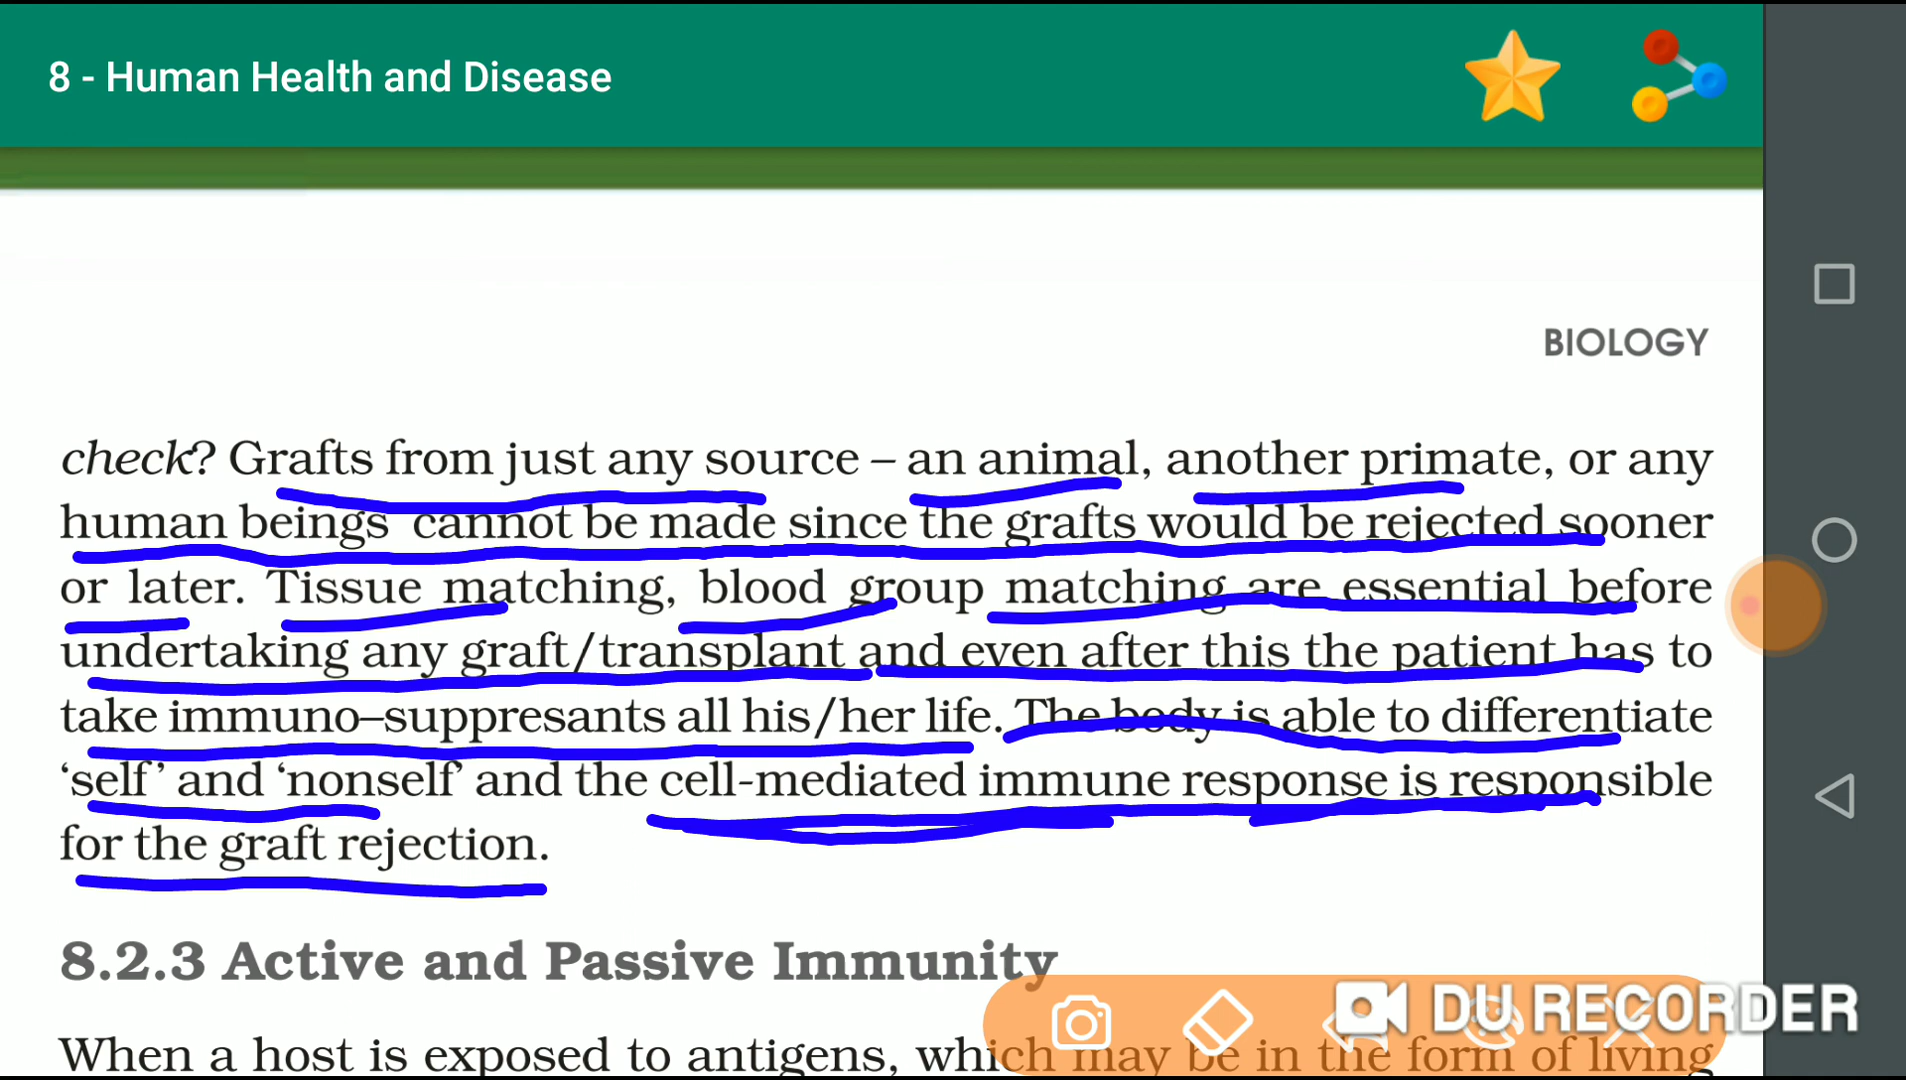 8 - Human Health and Disease
BIOLOGY
check? Grafts from just any source – an animal, another primate, or any
human beings cannot be made since the grafts would be rejected sooner
or later. Tissue matching, blood group matching are essential before
undertaking any graft/transplant and even after this the patient has to
take immuno–suppresants all his/her life. The body is able to differentiate
‘self’ and ‘nonself’ and the cell-mediated immune response is responsible
for the graft rejection.
8.2.3 Active and Passive Immunity
DU RECORDER
When a host is exposed to antigens, which may be in the form of living